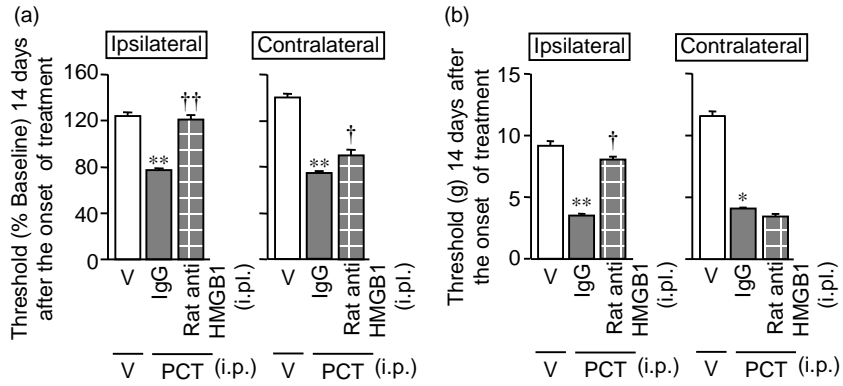 (a)
Threshold (% Baseline) 14 days
after the onset of treatment
Ipsilateral
160
120
80
40
0
**
††
V
IgG
Rat anti
HMGB1
(i.pl.)
V
PCT
(i.p.)
Contralateral
**
†
V
IgG
Rat anti
HMGB1
(i.pl.)
V
PCT
(i.p.)
(b)
Threshold (g) 14 days after
the onset of treatment
Ipsilateral
15
10
5
0
**
†
V
IgG
Rat anti
HMGB1
(i.pl.)
V
PCT
(i.p.)
Contralateral
*
V
IgG
Rat anti
HMGB1
(i.pl.)
V
PCT
(i.p.)